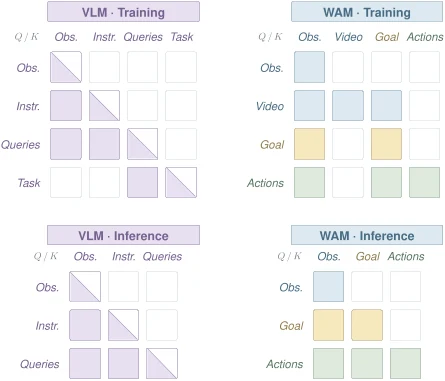 VLM · Training
Q / K Obs. Instr. Queries Task
Obs.
Instr.
Queries
Task
WAM · Training
Q / K Obs. Video Goal Actions
Obs.
Video
Goal
Actions
VLM · Inference
Q / K Obs. Instr. Queries
Obs.
Instr.
Queries
WAM · Inference
Q / K Obs. Goal Actions
Obs.
Goal
Actions